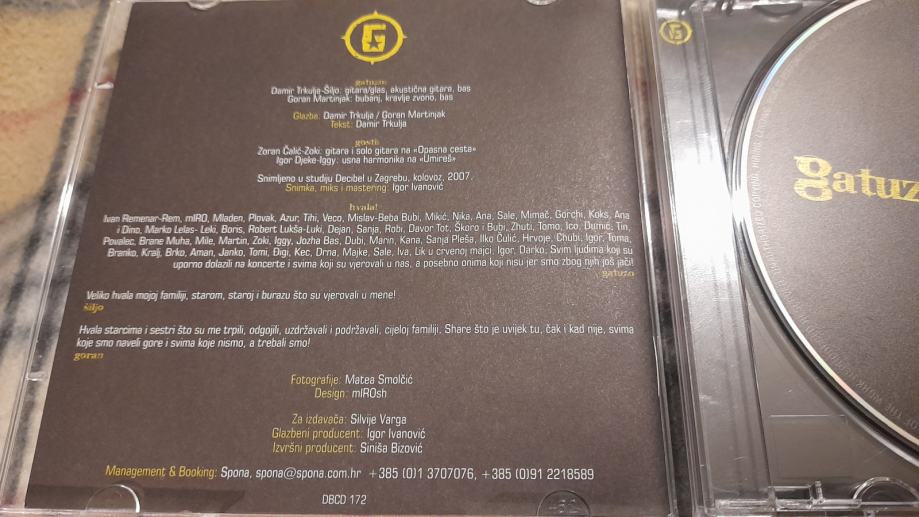 G
gatuzo
Damir Trkulja-Šiljo: gitara/glas, akustična gitara, bas
Goran Martinjak: bubanj, kravlje zvono, bas
Glazba: Damir Trkulja / Goran Martinjak
Tekst: Damir Trkulja
gosti:
Zoran Čalić-Zoki: gitara i solo gitara na «Opasna cesta»
Igor Djeke-Iggy: usna harmonika na «Umireš»
Snimljeno u studiju Decibel u Zagrebu, kolovoz, 2007.
Snimka, miks i mastering: Igor Ivanović
hvala!
Ivan Remenar-Rem, mIRO, Mladen, Plovak, Azur, Tihi, Veco, Mislav-Beba Bubi, Mikić, Nika, Ana, Sale, Mimač, Gorchi, Koks, Ana
i Dino, Marko Lelas- Leki, Boris, Robert Lukša-Luki, Dejan, Sanja, Robi, Davor Tot, Škoro i Bubi, Zhuti, Tomo, Ico, Dumić, Tin,
Povalec, Brane Muha, Mile, Martin, Zoki, Iggy, Jozha Bas, Dubi, Marin, Kana, Sanja Pleša, Ilko Čulić, Hrvoje, Chubi, Igor, Toma,
Branko, Kralj, Brko, Aman, Janko, Tomi, Đigi, Kec, Drna, Majke, Sale, Iva, Lik u crvenoj majci, Igor, Darko. Svim ljudima koji su
uporno dolazili na koncerte i svima koji su vjerovali u nas, a posebno onima koji nisu jer smo zbog njih još jači!
gatuzo
Veliko hvala mojoj familiji, starom, staroj i burazu što su vjerovali u mene!
šiljo
Hvala starcima i sestri što su me trpili, odgojili, uzdržavali i podržavali, cijeloj familiji. Share što je uvijek tu, čak i kad nije, svima
koje smo naveli gore i svima koje nismo, a trebali smo!
goran
Fotografije: Matea Smolčić
Design: mIROsh
Za izdavača: Silvije Varga
Glazbeni producent: Igor Ivanović
Izvršni producent: Siniša Bizović
Management & Booking: Spona, spona@spona.com.hr +385 (0)1 3707076, +385 (0)91 2218589
DBCD 172
G
gatuz